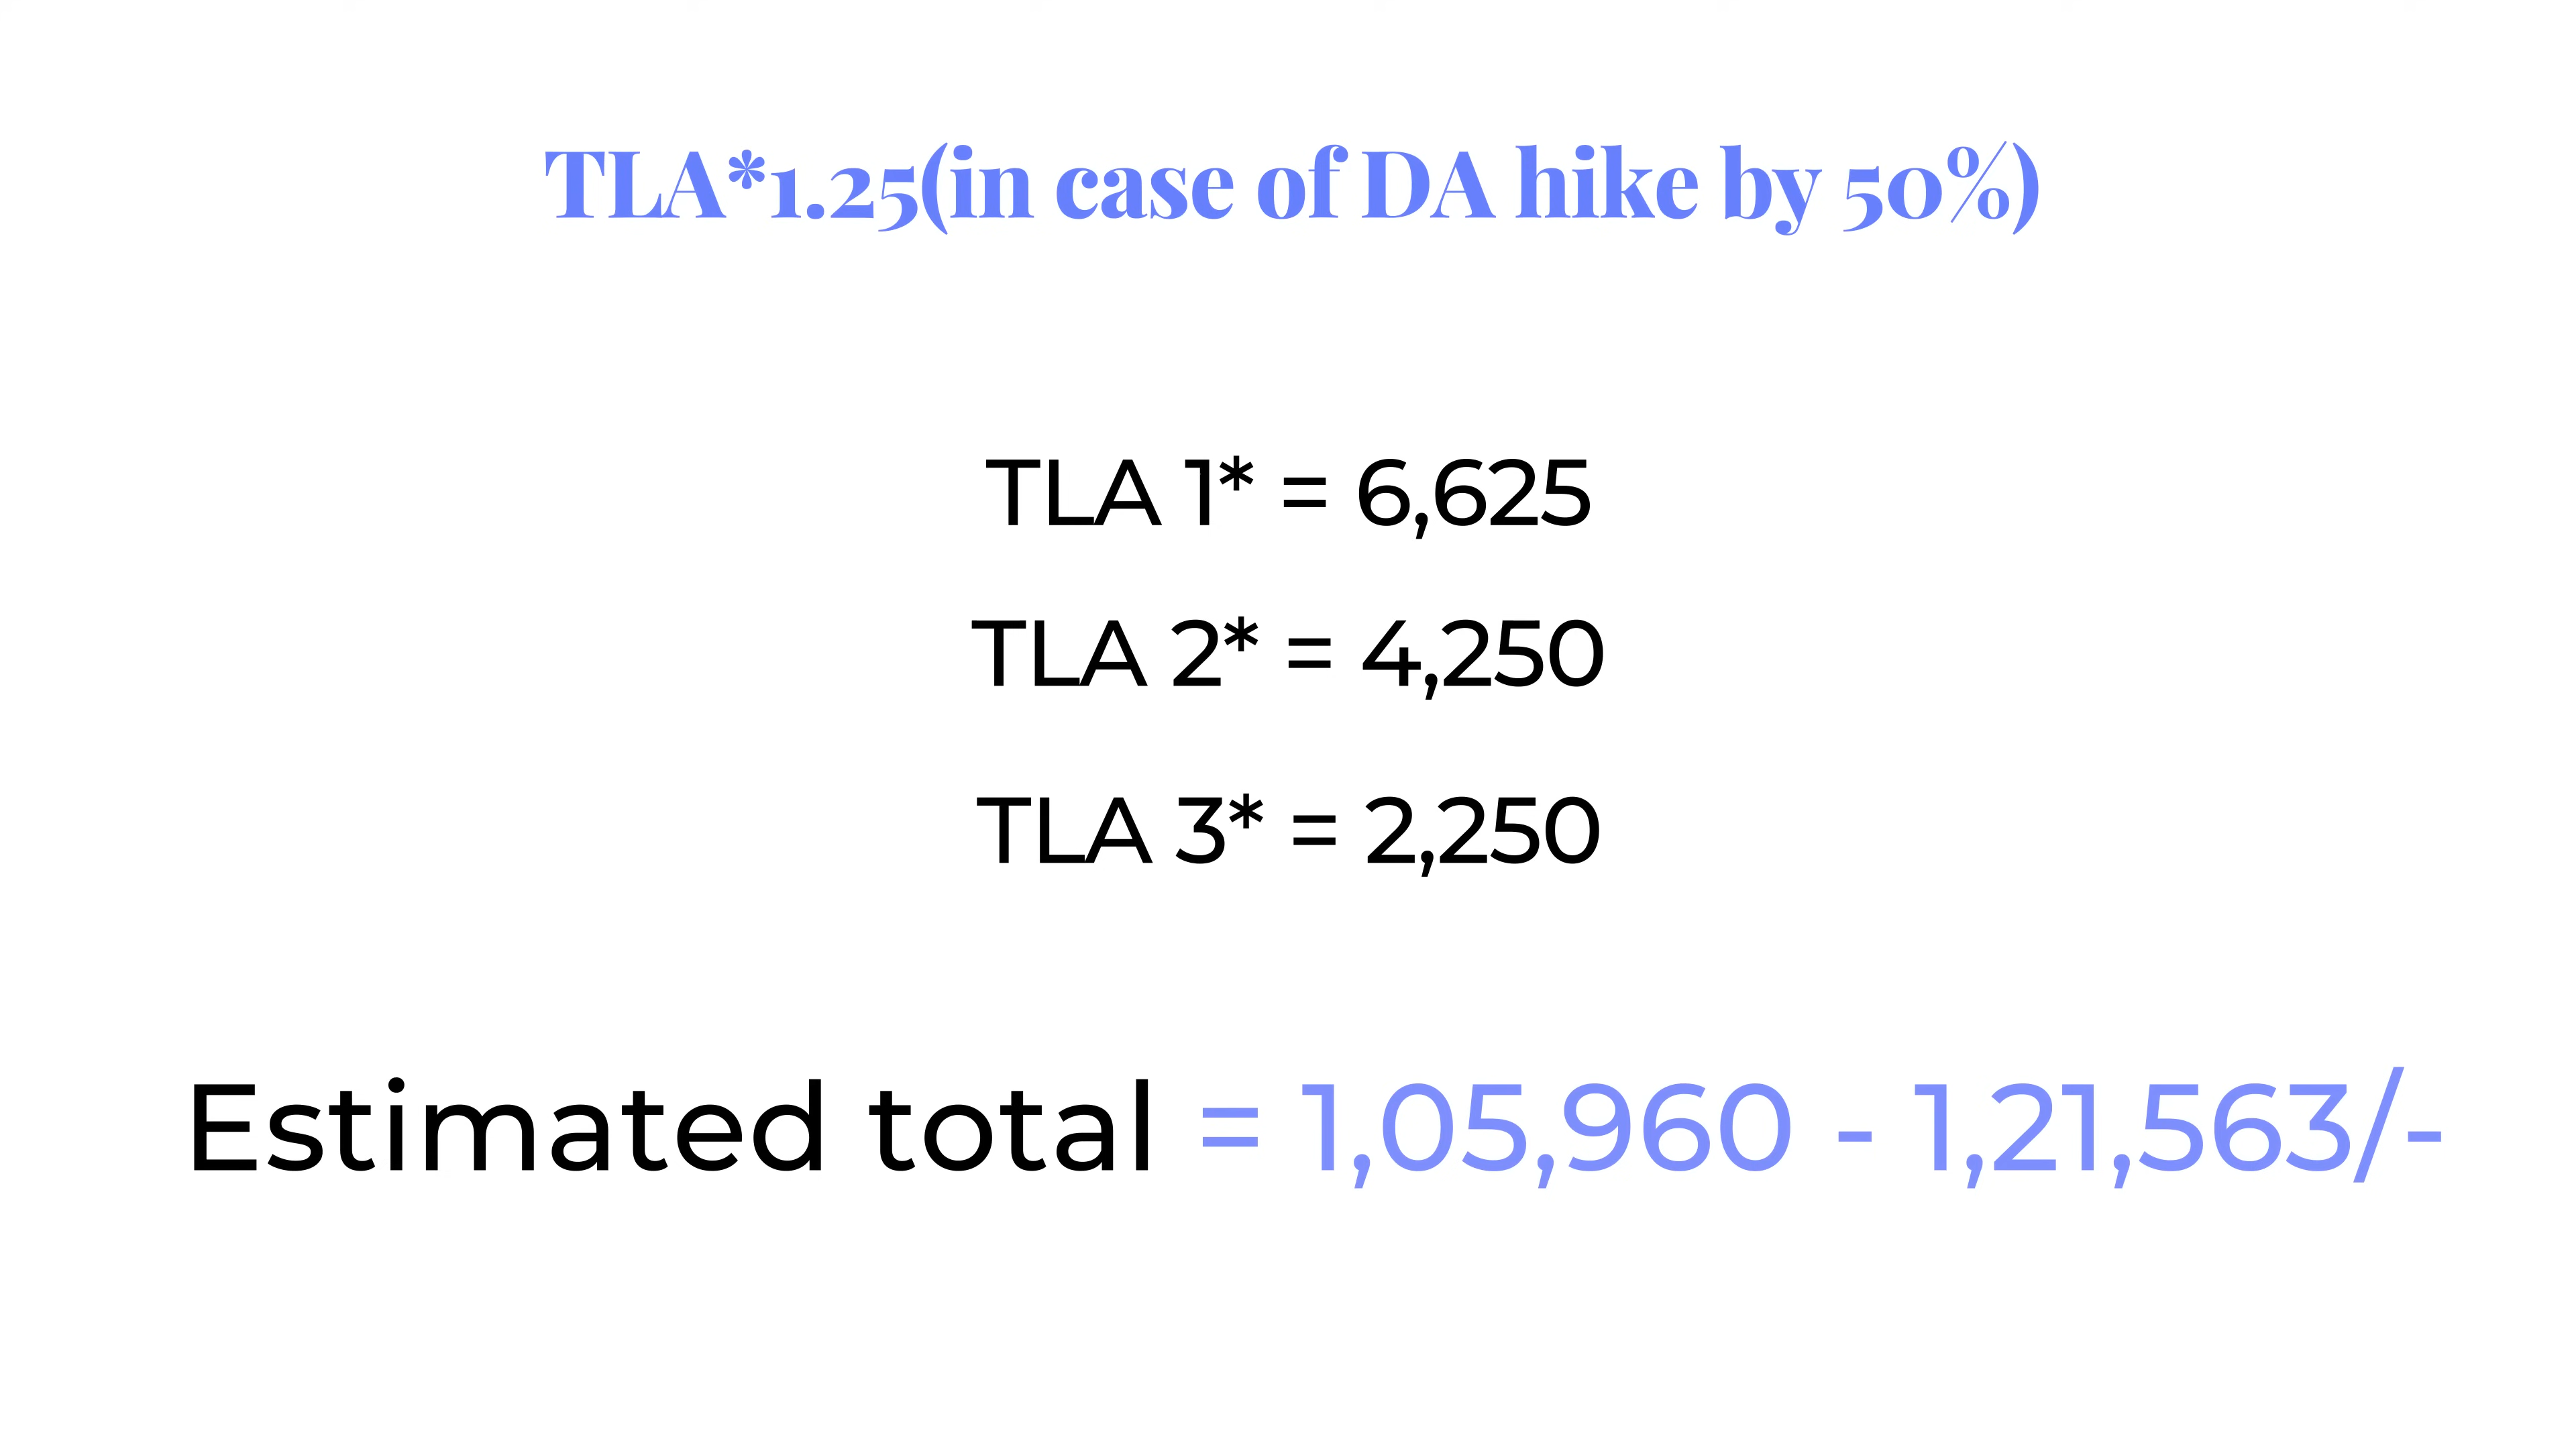 TLA*1.25(in case of DA hike by 50%)
TLA 1* = 6,625
TLA 2* = 4,250
TLA 3* = 2,250
Estimated total = 1,05,960 - 1,21,563/-